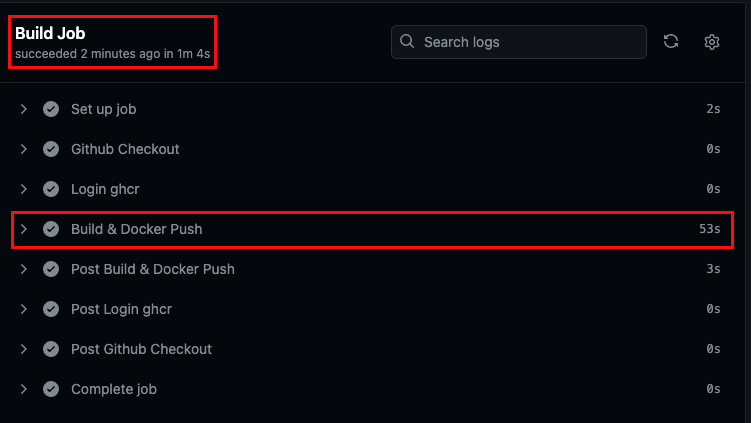 Build Job
succeeded 2 minutes ago in 1m 4s
Search logs
Set up job 2s
Github Checkout 0s
Login ghcr 0s
Build & Docker Push 53s
Post Build & Docker Push 3s
Post Login ghcr 0s
Post Github Checkout 0s
Complete job 0s